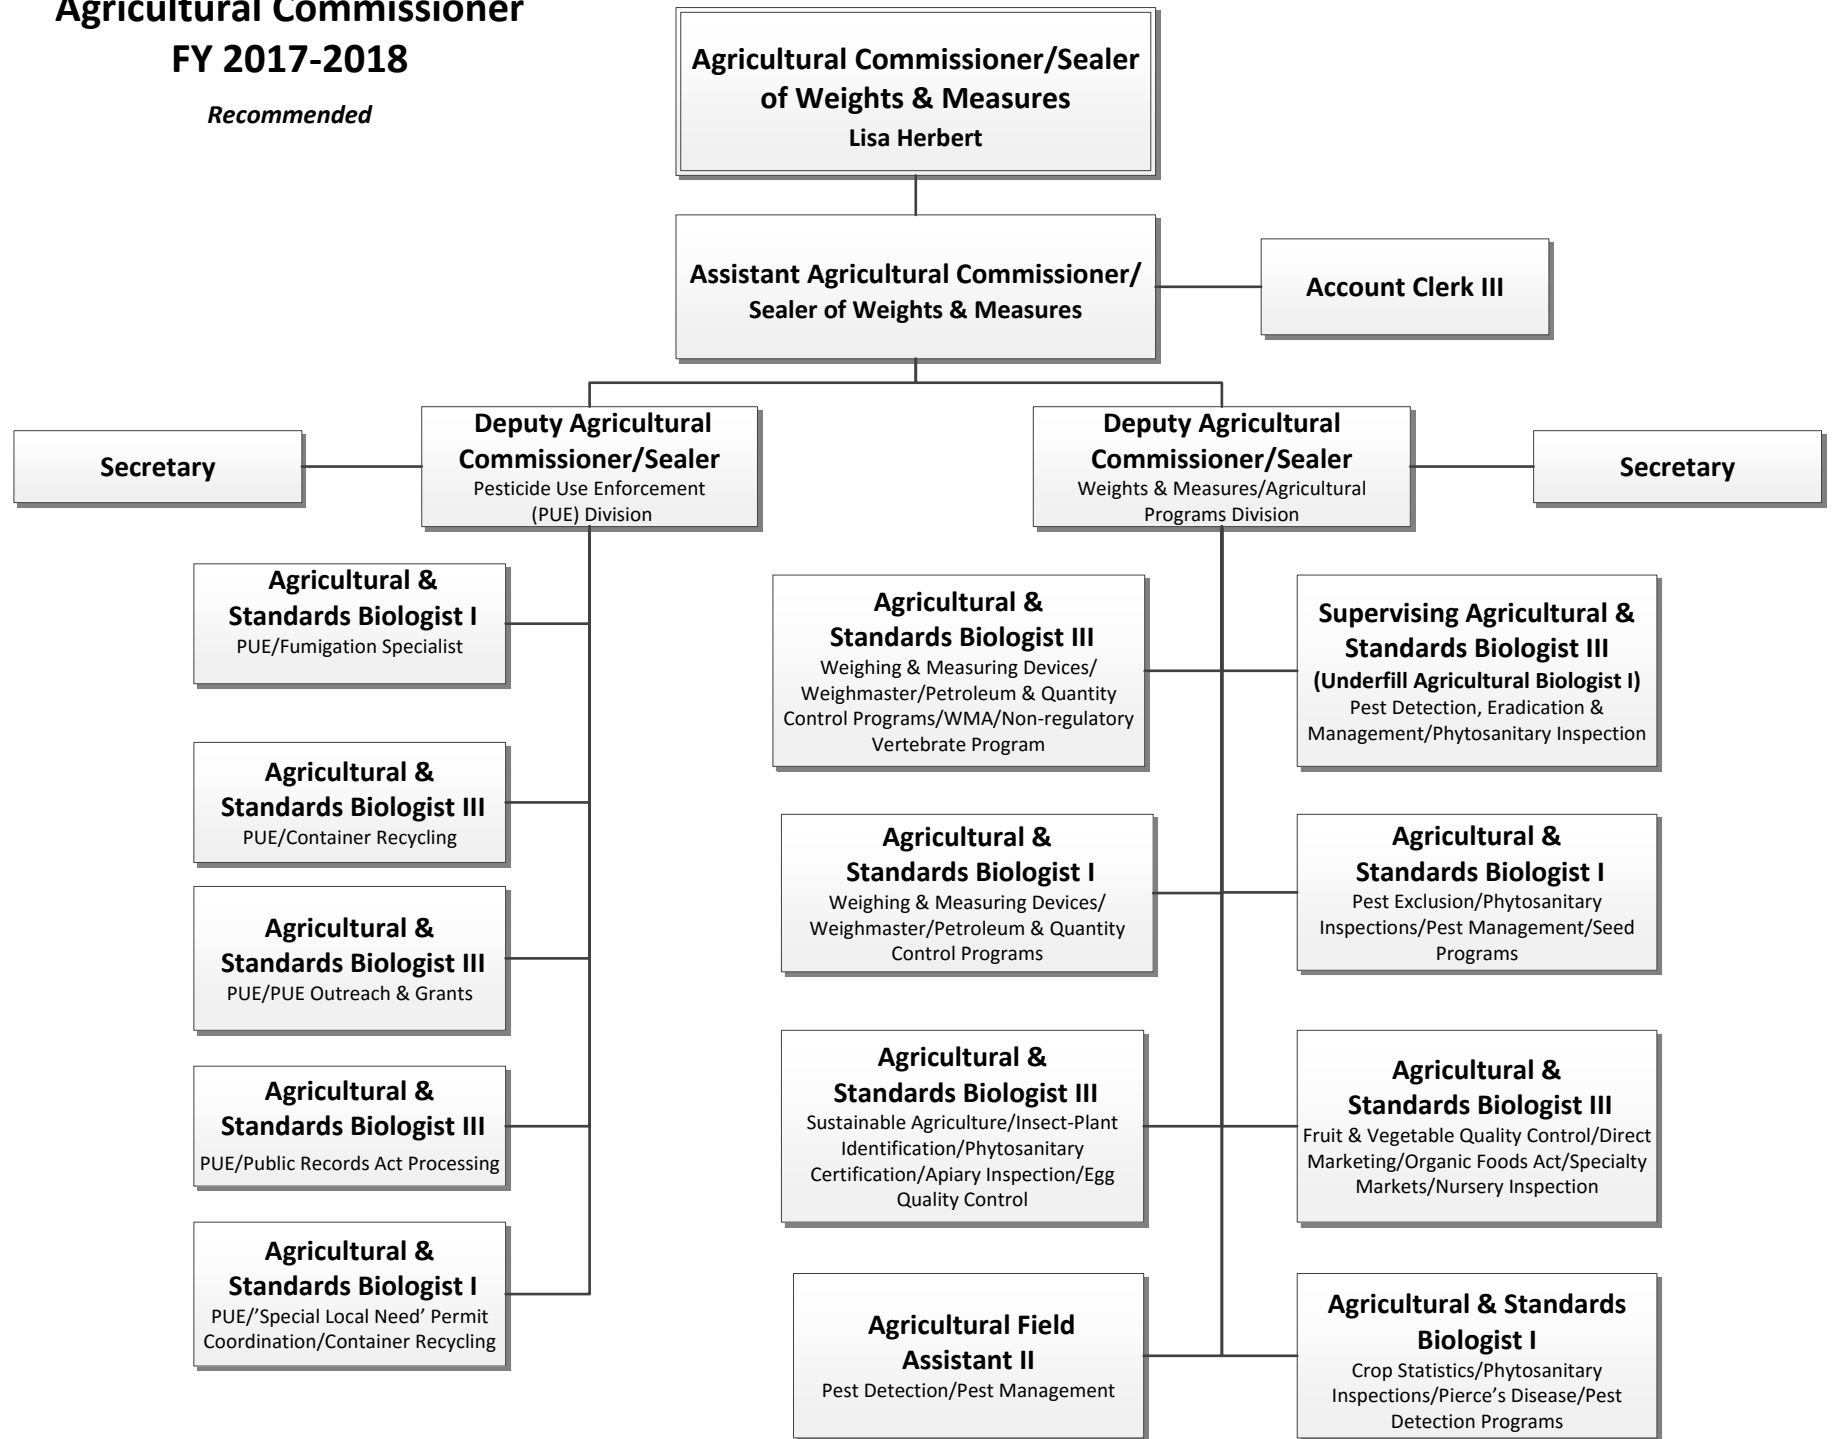 Agricultural Commissioner
FY 2017-2018
Recommended
Agricultural Commissioner/Sealer
of Weights & Measures
Lisa Herbert
Assistant Agricultural Commissioner/
Sealer of Weights & Measures
Account Clerk III
Secretary
Deputy Agricultural
Commissioner/Sealer
Pesticide Use Enforcement
(PUE) Division
Deputy Agricultural
Commissioner/Sealer
Weights & Measures/Agricultural
Programs Division
Secretary
Agricultural &
Standards Biologist I
PUE/Fumigation Specialist
Agricultural &
Standards Biologist III
PUE/Container Recycling
Agricultural &
Standards Biologist III
PUE/PUE Outreach & Grants
Agricultural &
Standards Biologist III
PUE/Public Records Act Processing
Agricultural &
Standards Biologist I
PUE/’Special Local Need’ Permit
Coordination/Container Recycling
Agricultural &
Standards Biologist III
Weighing & Measuring Devices/
Weighmaster/Petroleum & Quantity
Control Programs/WMA/Non-regulatory
Vertebrate Program
Supervising Agricultural &
Standards Biologist III
(Underfill Agricultural Biologist I)
Pest Detection, Eradication &
Management/Phytosanitary Inspection
Agricultural &
Standards Biologist I
Weighing & Measuring Devices/
Weighmaster/Petroleum & Quantity
Control Programs
Agricultural &
Standards Biologist I
Pest Exclusion/Phytosanitary
Inspections/Pest Management/Seed
Programs
Agricultural &
Standards Biologist III
Sustainable Agriculture/Insect-Plant
Identification/Phytosanitary
Certification/Apiary Inspection/Egg
Quality Control
Agricultural &
Standards Biologist III
Fruit & Vegetable Quality Control/Direct
Marketing/Organic Foods Act/Specialty
Markets/Nursery Inspection
Agricultural Field
Assistant II
Pest Detection/Pest Management
Agricultural & Standards
Biologist I
Crop Statistics/Phytosanitary
Inspections/Pierce’s Disease/Pest
Detection Programs